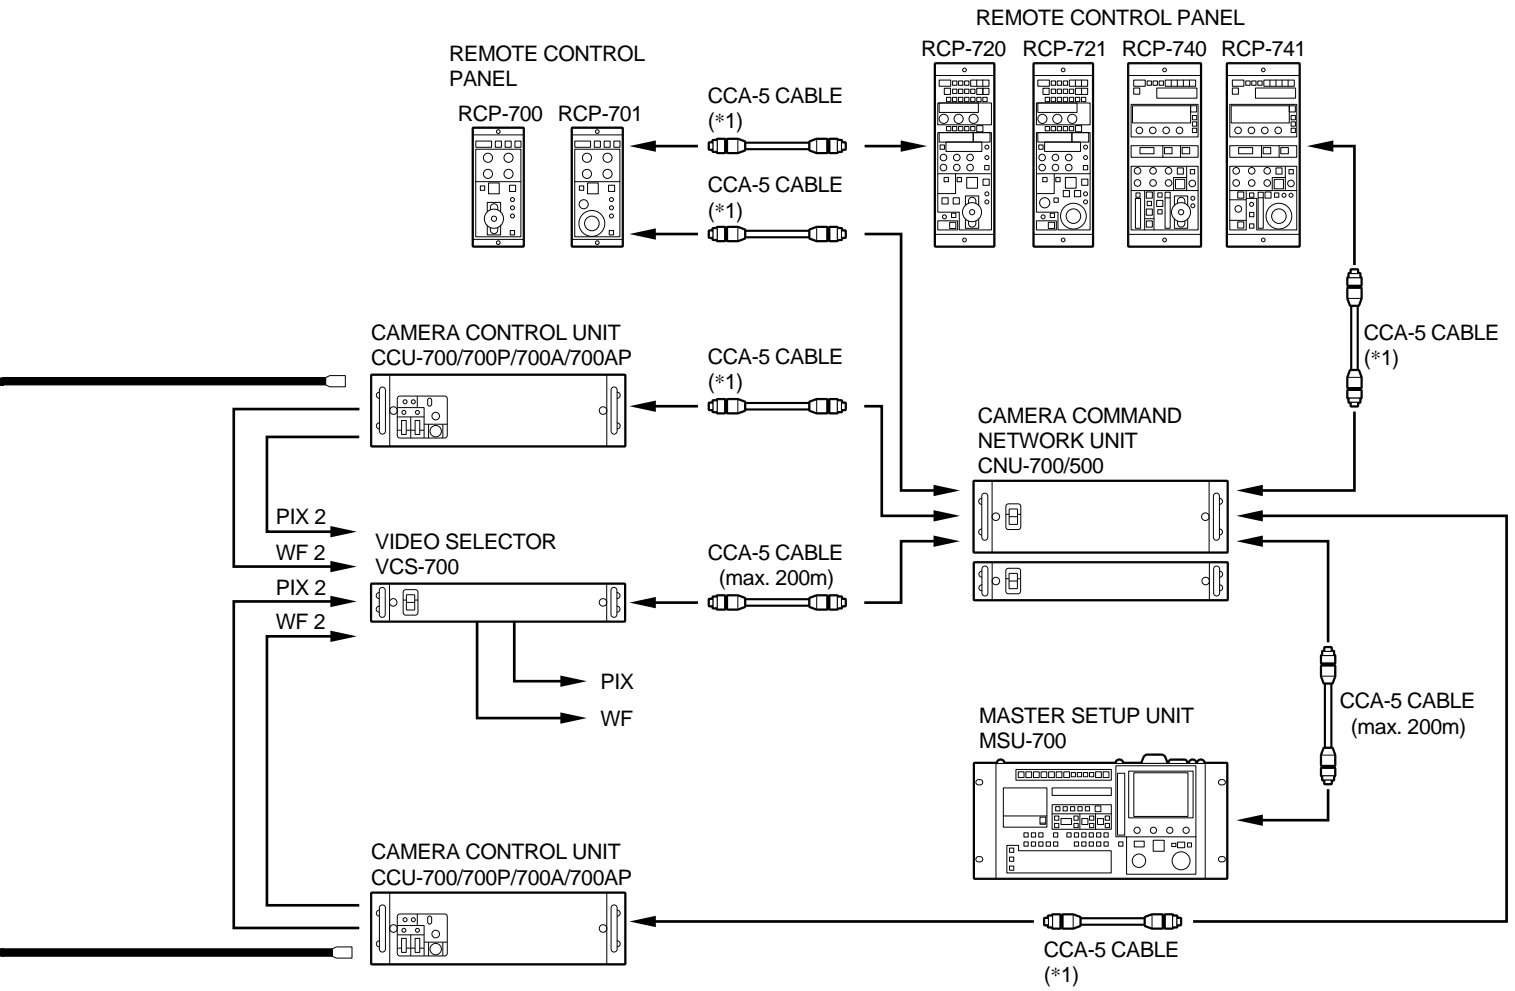 REMOTE CONTROL PANEL
RCP-720 RCP-721 RCP-740 RCP-741
REMOTE CONTROL
PANEL
RCP-700 RCP-701
CCA-5 CABLE
(*1)
CCA-5 CABLE
(*1)
CCA-5 CABLE
(*1)
CAMERA CONTROL UNIT
CCU-700/700P/700A/700AP
CCA-5 CABLE
(*1)
CAMERA COMMAND
NETWORK UNIT
CNU-700/500
PIX 2
WF 2
PIX 2
WF 2
VIDEO SELECTOR
VCS-700
CCA-5 CABLE
(max. 200m)
PIX
WF
MASTER SETUP UNIT
MSU-700
CCA-5 CABLE
(max. 200m)
CAMERA CONTROL UNIT
CCU-700/700P/700A/700AP
CCA-5 CABLE
(*1)